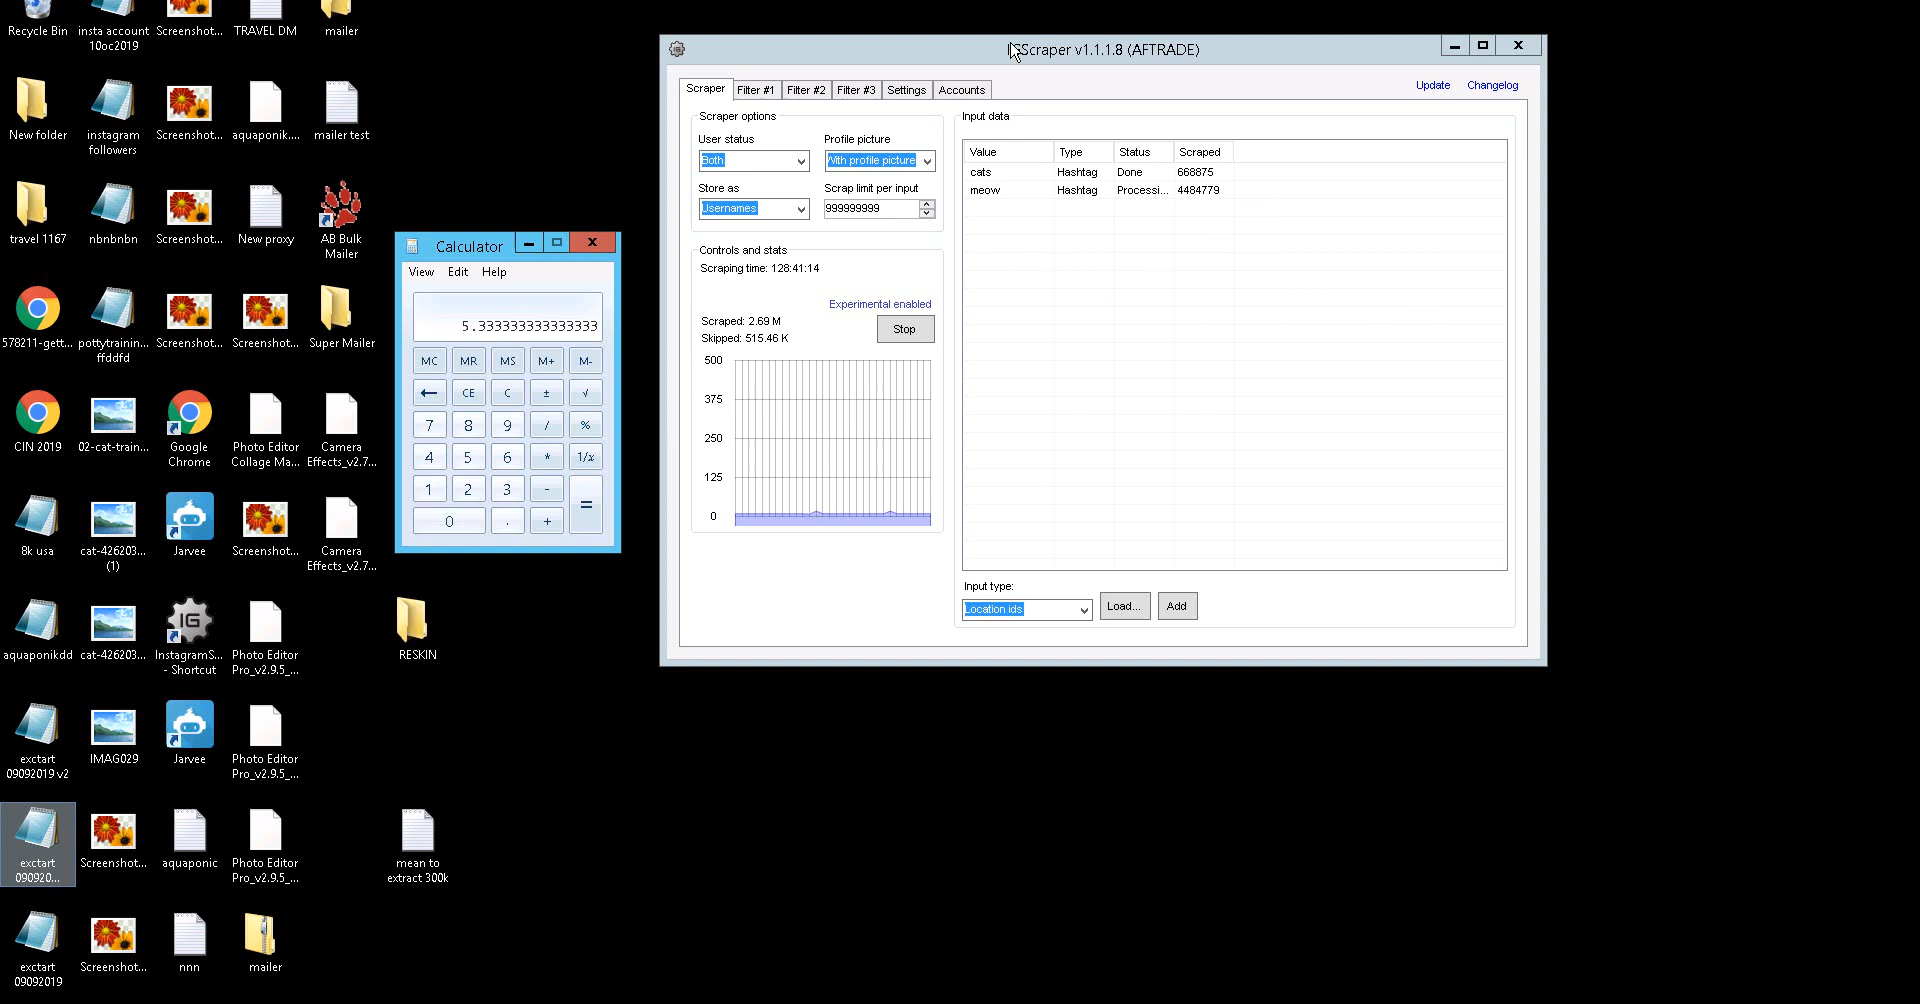 Recycle Bin
insta account
10oc2019
Screenshot...
TRAVEL DM
mailer
New folder
instagram
followers
Screenshot...
aquaponik....
mailer test
travel 1167
nbnbnbn
Screenshot...
New proxy
AB Bulk
Mailer
578211-gett...
pottytrainin...
ffddfd
Screenshot...
Screenshot...
Super Mailer
CIN 2019
02-cat-train...
Google
Chrome
Photo Editor
Collage Ma...
Camera
Effects_v2.7...
8k usa
cat-426203...
(1)
Jarvee
Screenshot...
Camera
Effects_v2.7...
aquaponikdd
cat-426203...
InstagramS...
- Shortcut
IG
Photo Editor
Pro_v2.9.5_...
RESKIN
exctart
09092019 v2
IMAG029
Jarvee
Photo Editor
Pro_v2.9.5_...
exctart
090920...
Screenshot...
aquaponic
Photo Editor
Pro_v2.9.5_...
mean to
extract 300k
exctart
09092019
Screenshot...
nnn
mailer
Calculator
View Edit Help
5.333333333333333
MC MR MS M+ M-
← CE C ± √
7 8 9 / %
4 5 6 * 1/x
1 2 3 - =
0 . +
Scraper v1.1.1.8 (AFTRADE)
Scraper Filter #1 Filter #2 Filter #3 Settings Accounts
Update Changelog
Scraper options
User status Profile picture
Both With profile picture
Store as Scrap limit per input
Usernames 999999999
Controls and stats
Scraping time: 128:41:14
Experimental enabled
Scraped: 2.69 M
Skipped: 515.46 K
Stop
500
375
250
125
0
Input data
Value Type Status Scraped
cats Hashtag Done 668875
meow Hashtag Processi... 4484779
Input type:
Location ids Load... Add